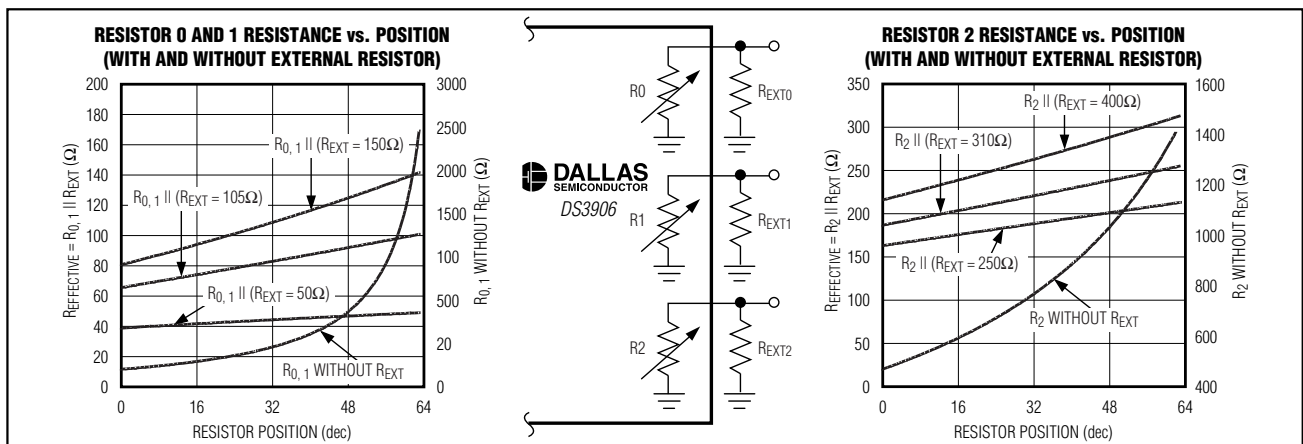 RESISTOR 0 AND 1 RESISTANCE vs. POSITION
(WITH AND WITHOUT EXTERNAL RESISTOR)
REFFECTIVE = R0, 1 || REXT (Ω)
200
180
160
140
120
100
80
60
40
20
0
R0, 1 || (REXT = 150Ω)
R0, 1 || (REXT = 105Ω)
R0, 1 || (REXT = 50Ω)
R0, 1 WITHOUT REXT
3000
2500
2000
1500
1000
500
20
0
R0, 1 WITHOUT REXT (Ω)
0
16
32
48
64
RESISTOR POSITION (dec)
R0
REXT0
DALLAS
SEMICONDUCTOR
DS3906
R1
REXT1
R2
REXT2
RESISTOR 2 RESISTANCE vs. POSITION
(WITH AND WITHOUT EXTERNAL RESISTOR)
REFFECTIVE = R2 || REXT (Ω)
350
300
250
200
150
100
50
0
R2 || (REXT = 400Ω)
R2 || (REXT = 310Ω)
R2 || (REXT = 250Ω)
R2 WITHOUT REXT
1600
1400
1200
1000
800
600
400
R2 WITHOUT REXT (Ω)
0
16
32
48
64
RESISTOR POSITION (dec)